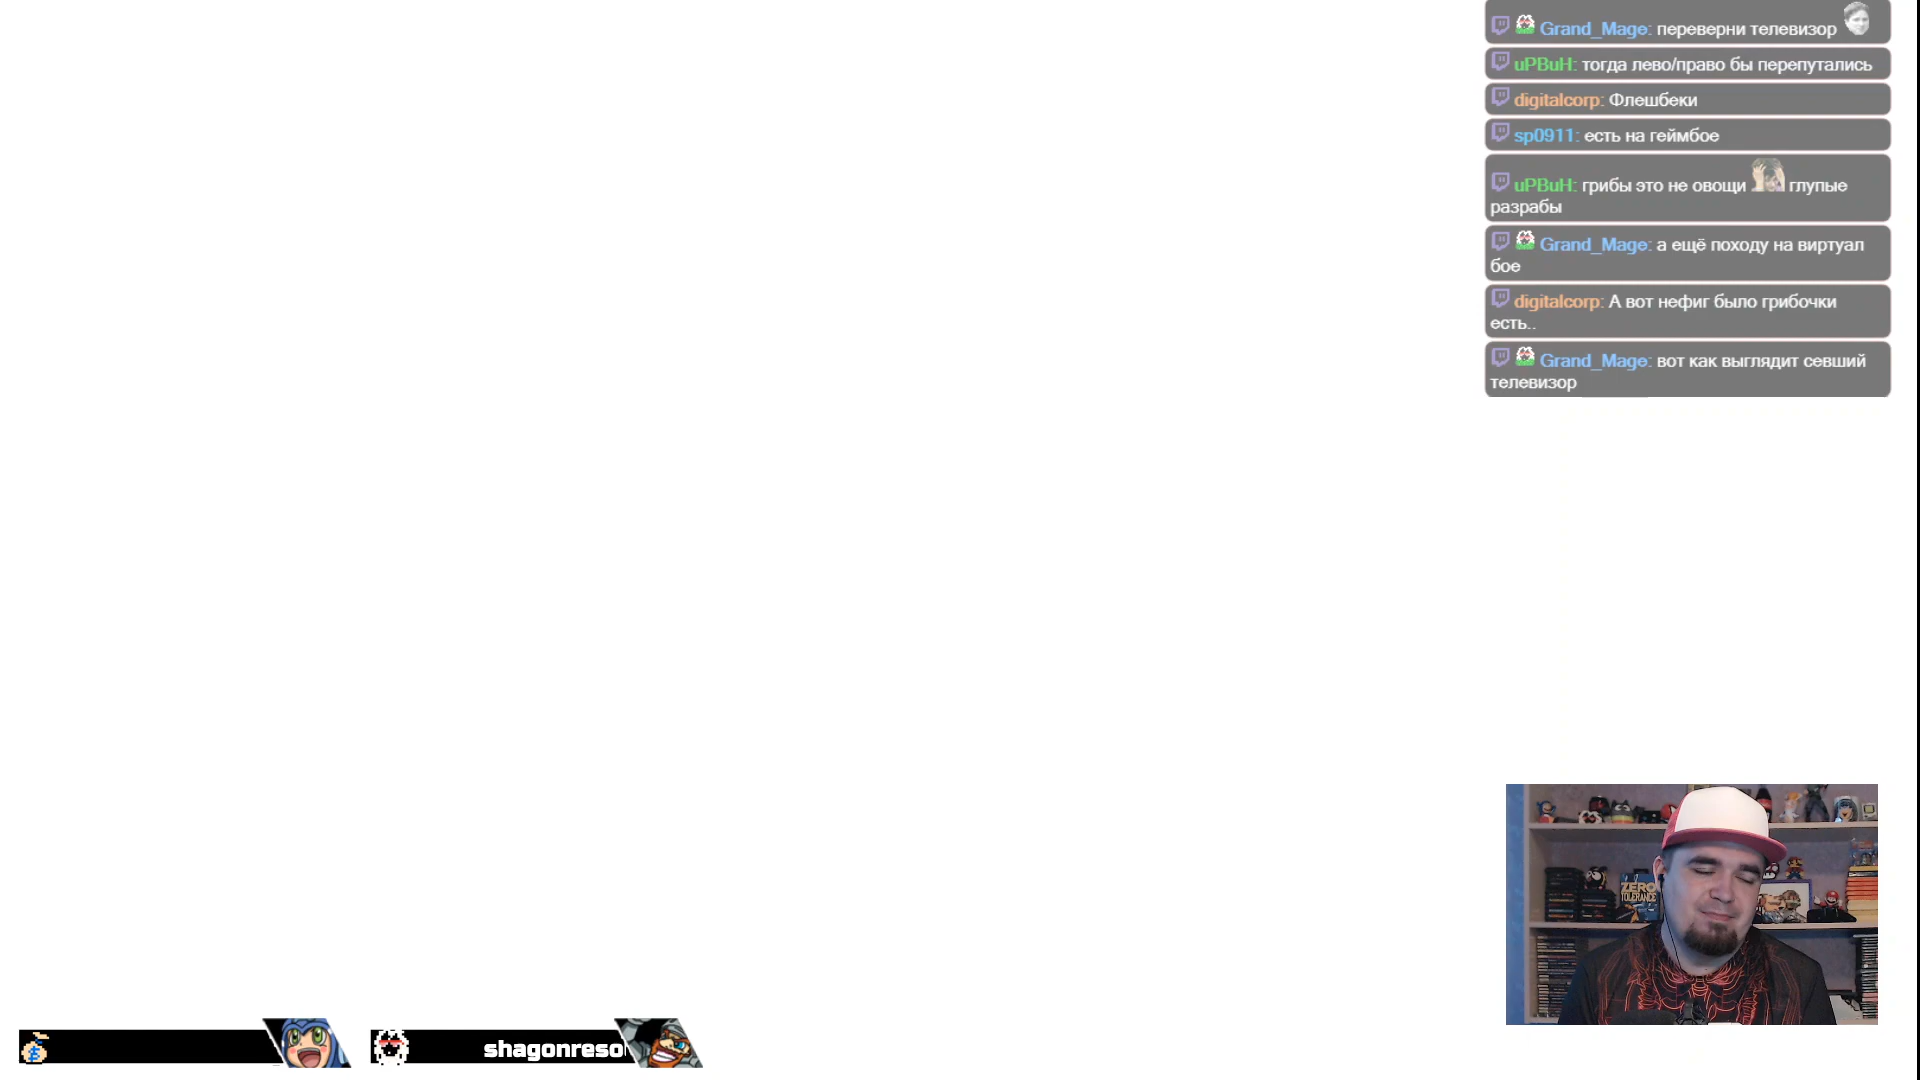 Grand_Mage: переверни телевизор
uPBuH: тогда лево/право бы перепутались
digitalcorp: Флешбеки
sp0911: есть на геймбое
uPBuH: грибы это не овощи глупые
разрабы
Grand_Mage: а ещё походу на виртуал
бое
digitalcorp: А вот нефиг было грибочки
есть..
Grand_Mage: вот как выглядит севший
телевизор
ZERO
TOLERANCE
shagonreso